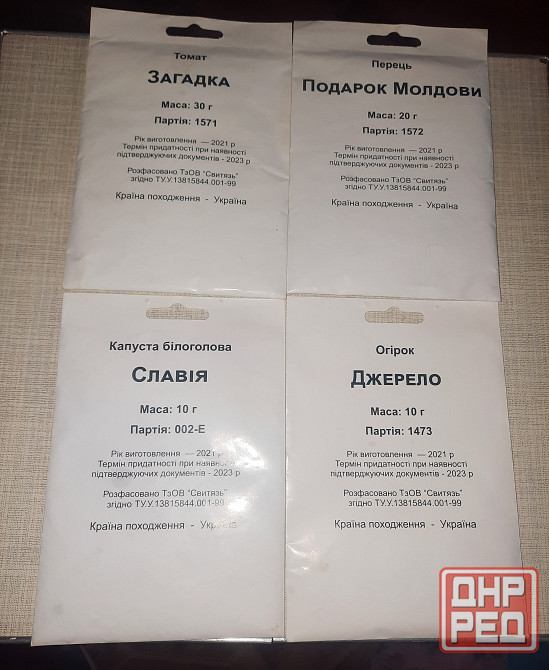 Томат
ЗАГАДКА
Маса: 30 г
Партія: 1571
Рік виготовлення — 2021 р
Термін придатності при наявності
підтверджуючих документів - 2023 р
Розфасовано ТзОВ "Свитязь"
згідно ТУ.У.13815844.001-99
Країна походження - Україна
Перець
ПОДАРОК МОЛДОВИ
Маса: 20 г
Партія: 1572
Рік виготовлення — 2021 р
Термін придатності при наявності
підтверджуючих документів - 2023 р
Розфасовано ТзОВ "Свитязь"
згідно ТУ.У.13815844.001-99
Країна походження - Україна
Капуста білоголова
СЛАВІЯ
Маса: 10 г
Партія: 002-Е
Рік виготовлення — 2021 р
Термін придатності при наявності
підтверджуючих документів - 2023 р
Розфасовано ТзОВ "Свитязь"
згідно ТУ.У.13815844.001-99
Країна походження - Україна
Огірок
ДЖЕРЕЛО
Маса: 10 г
Партія: 1473
Рік виготовлення — 2021 р
Термін придатності при наявності
підтверджуючих документів - 2023 р
Розфасовано ТзОВ "Свитязь"
згідно ТУ.У.13815844.001-99
Країна походження - Україна
ДНР
РЕД